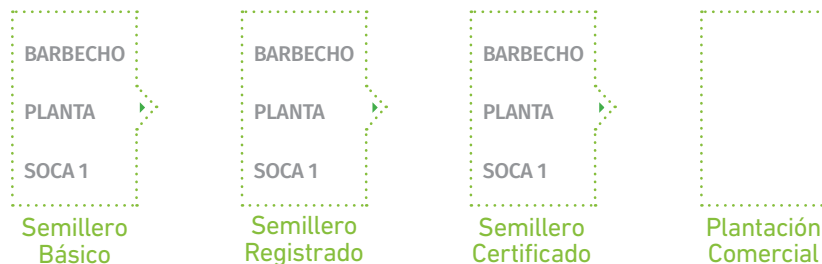 BARBECHO
PLANTA
SOCA 1
Semillero
Básico
BARBECHO
PLANTA
SOCA 1
Semillero
Registrado
BARBECHO
PLANTA
SOCA 1
Semillero
Certificado
Plantación
Comercial